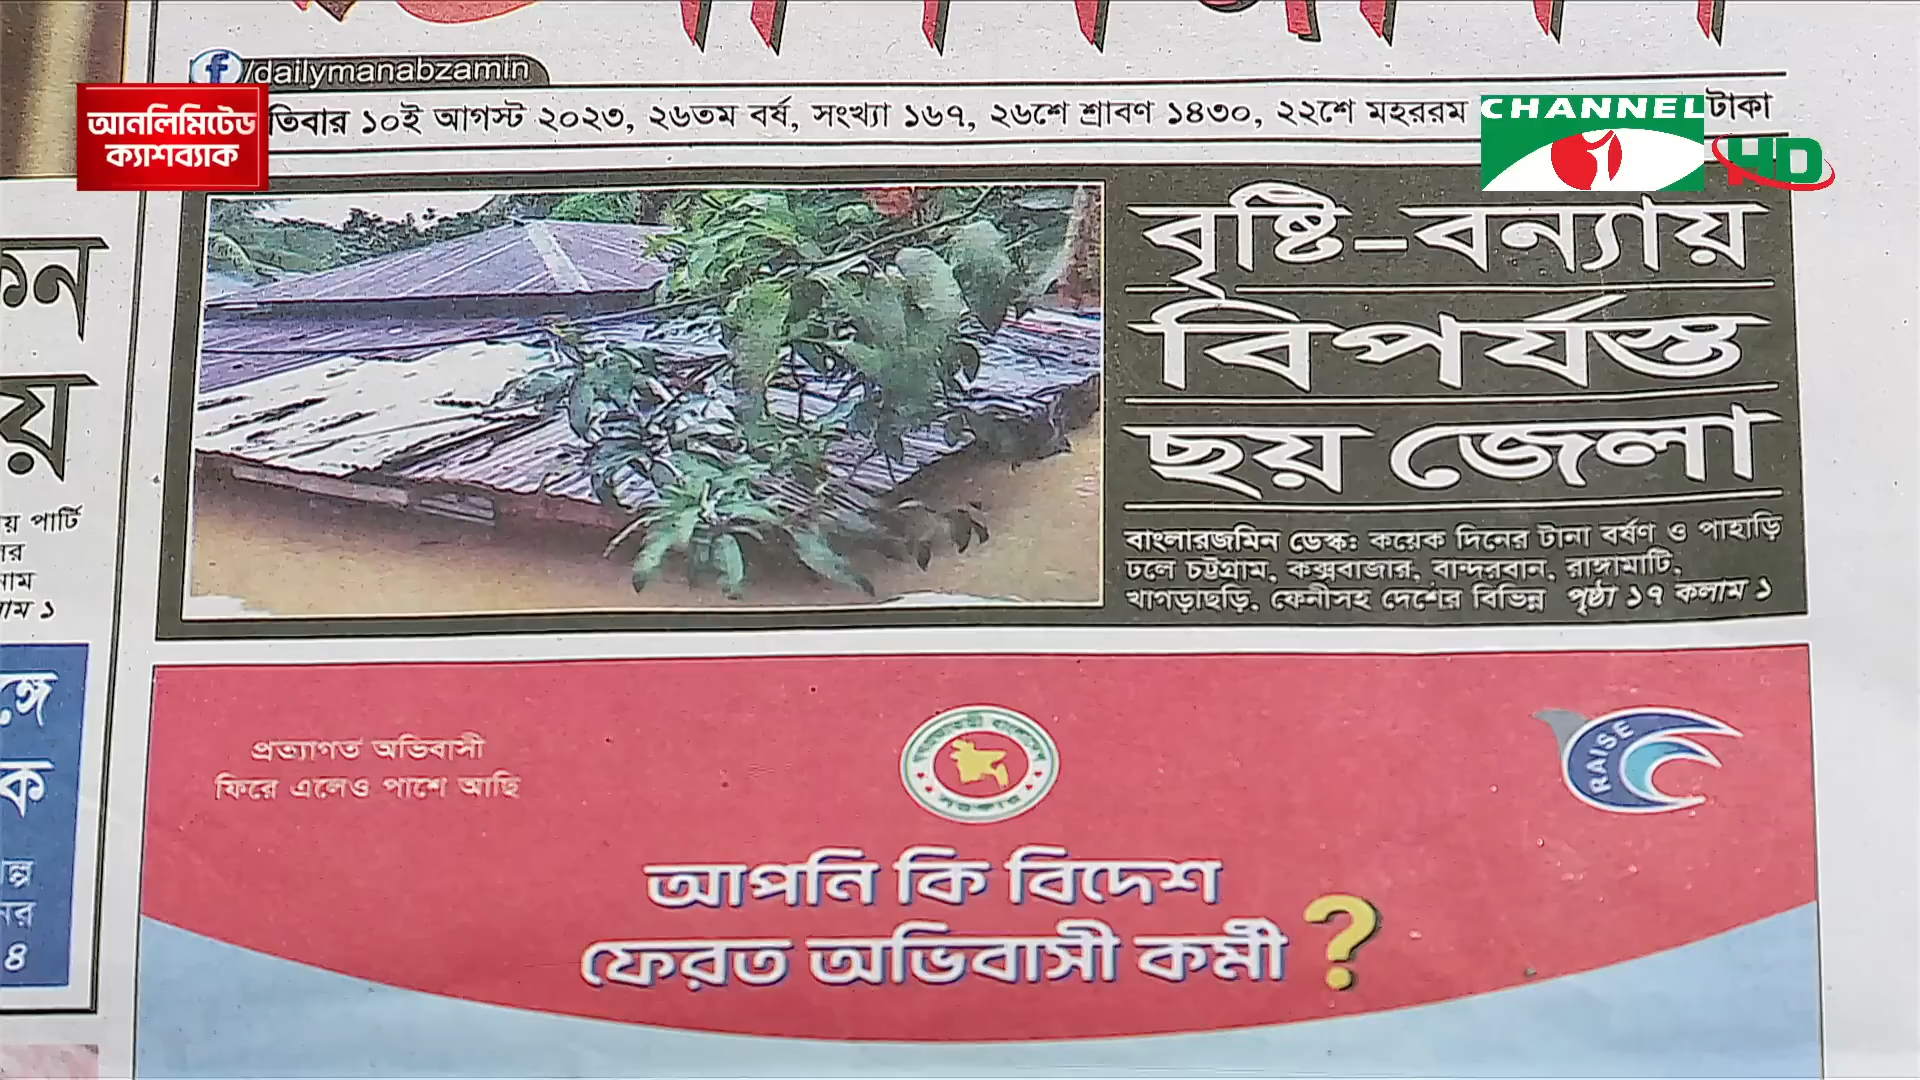 /dailymanabzamin
আনলিমিটেড
ক্যাশব্যাক
তিবার ১০ই আগস্ট ২০২৩, ২৬তম বর্ষ, সংখ্যা ১৬৭, ২৬শে শ্রাবণ ১৪৩০, ২২শে মহররম
টাকা
CHANNEL
HD
বৃষ্টি-বন্যায়
বিপর্যস্ত
ছয় জেলা
বাংলারজমিন ডেস্ক: কয়েক দিনের টানা বর্ষণ ও পাহাড়ি
ঢলে চট্টগ্রাম, কক্সবাজার, বান্দরবান, রাঙ্গামাটি,
খাগড়াছড়ি, ফেনীসহ দেশের বিভিন্ন পৃষ্ঠা ১৭ কলাম ১
য় পার্টি
প্রত্যাগত অভিবাসী
ফিরে এলেও পাশে আছি
RAISE
আপনি কি বিদেশ
ফেরত অভিবাসী কর্মী ?
৪